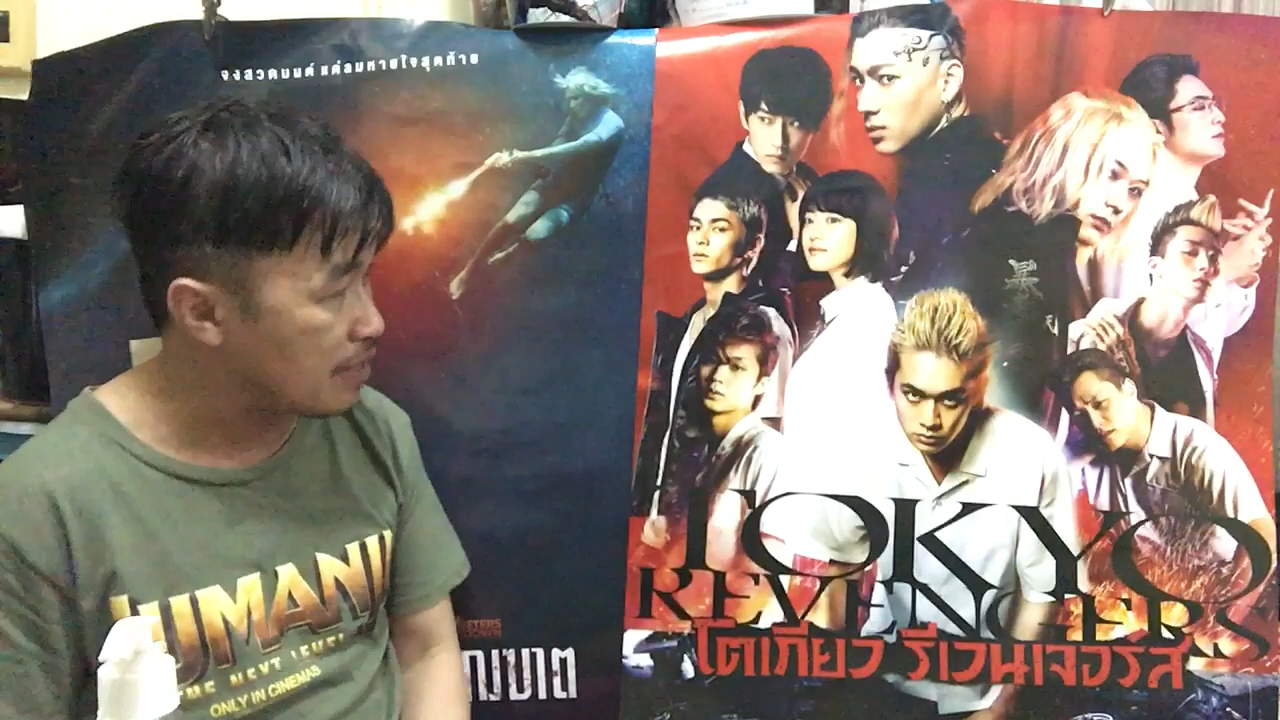 จงสวดมนต์ แด่ลมหายใจสุดท้าย
JUMANJI
THE NEXT LEVEL
ONLY IN CINEMAS
TOKYO
REVENGERS
โตเกียว รีเวนเจอร์ส